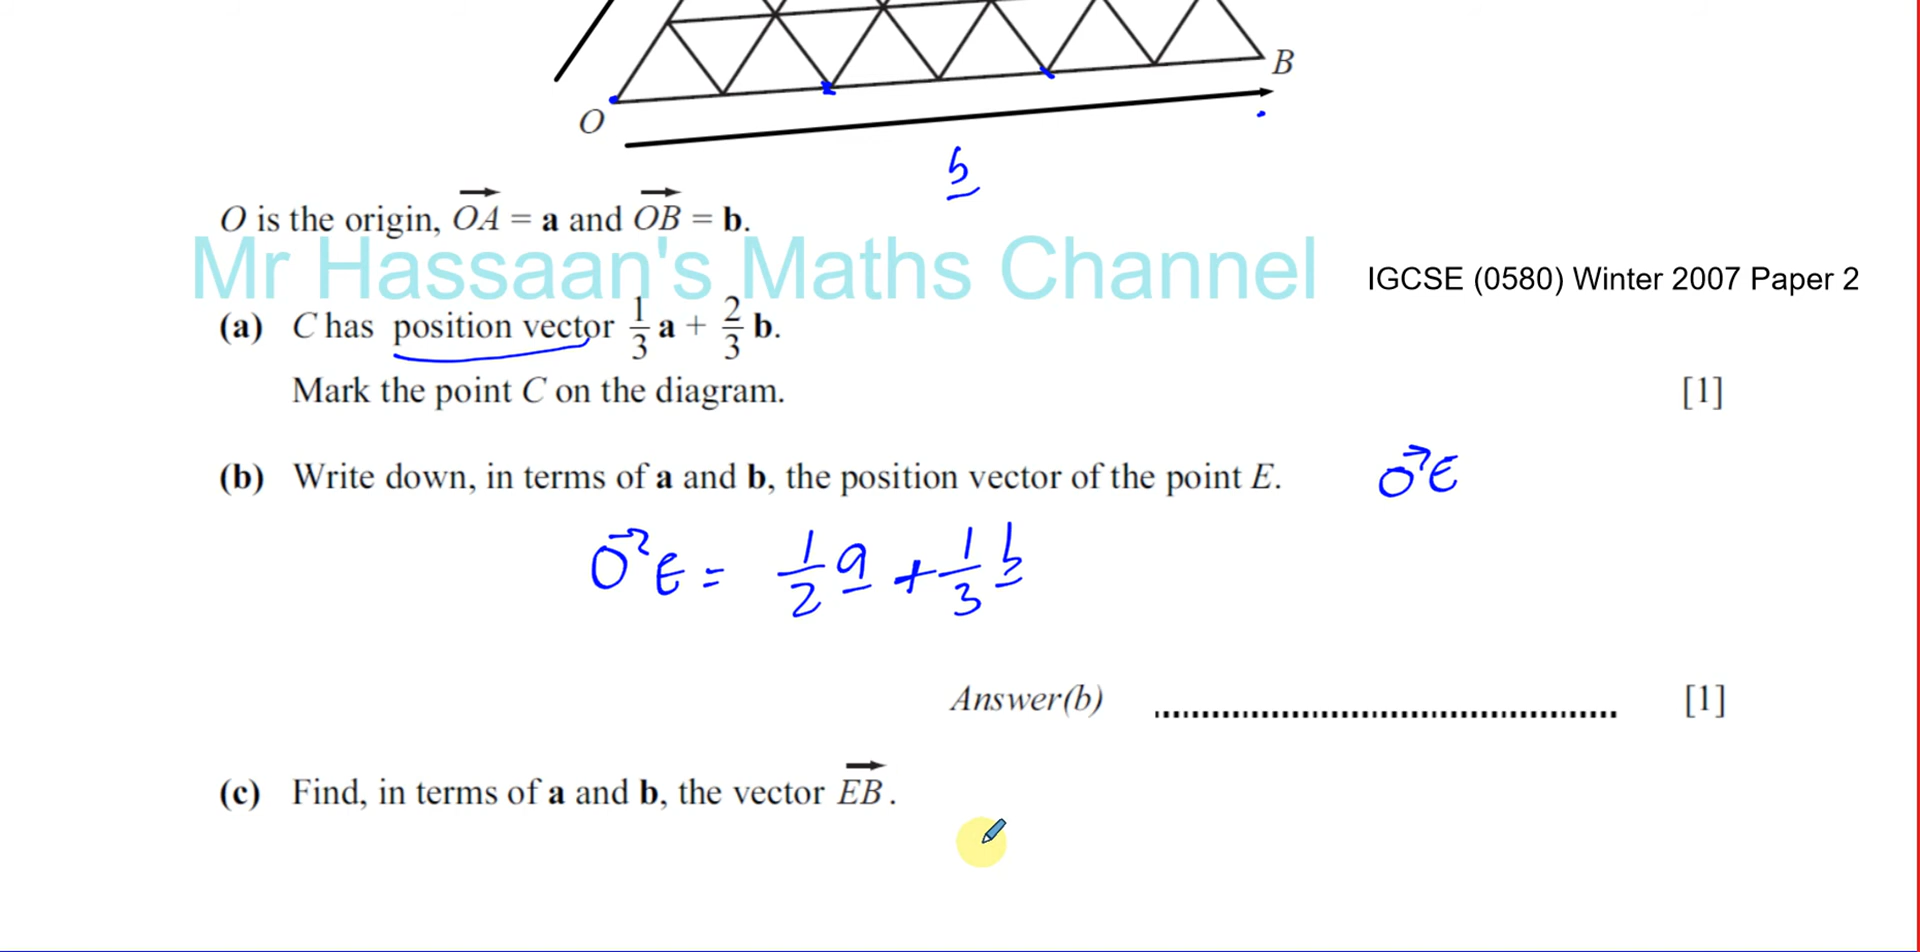 B
O
b
O is the origin, OA = a and OB = b.
Mr Hassaan's Maths Channel
IGCSE (0580) Winter 2007 Paper 2
(a) C has position vector 1/3 a + 2/3 b.
Mark the point C on the diagram. [1]
(b) Write down, in terms of a and b, the position vector of the point E. OE
OE = 1/2 a + 1/3 b
Answer(b) ................................................ [1]
(c) Find, in terms of a and b, the vector EB.